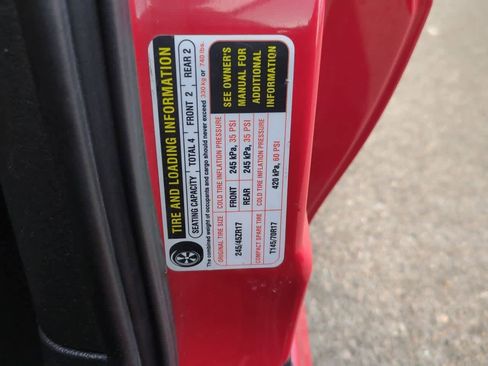 TIRE AND LOADING INFORMATION
SEATING CAPACITY TOTAL 4 FRONT 2 REAR 2
The combined weight of occupants and cargo should never exceed 330 kg or 740 lbs.
ORIGINAL TIRE SIZE COLD TIRE INFLATION PRESSURE
245/45ZR17 FRONT 245 kPa, 35 PSI
REAR 245 kPa, 35 PSI
COMPACT SPARE TIRE COLD TIRE INFLATION PRESSURE
T145/70R17 420 kPa, 60 PSI
SEE OWNER'S
MANUAL FOR
ADDITIONAL
INFORMATION